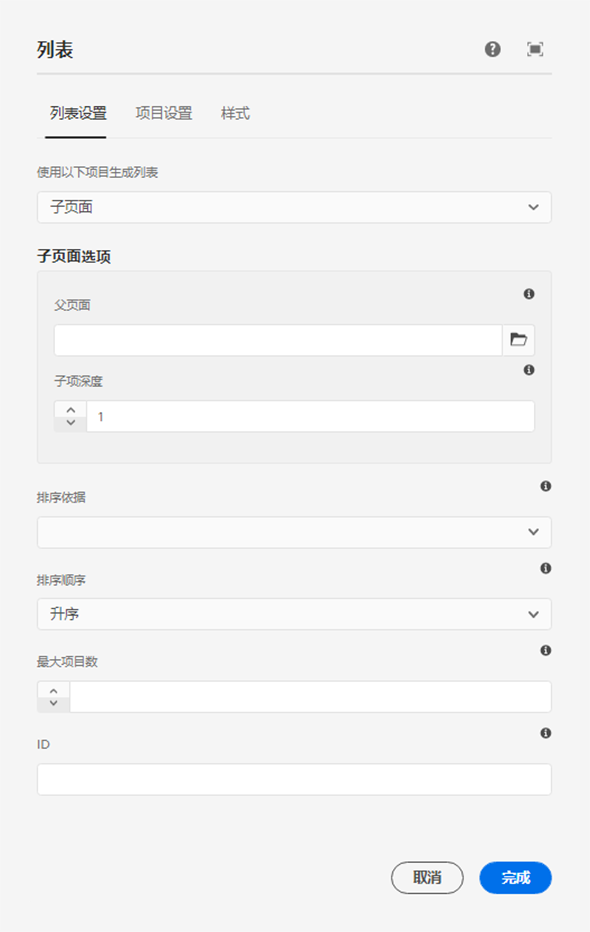 列表
列表设置 项目设置 样式
使用以下项目生成列表
子页面
子页面选项
父页面
子项深度
1
排序依据
排序顺序
升序
最大项目数
ID
取消 完成